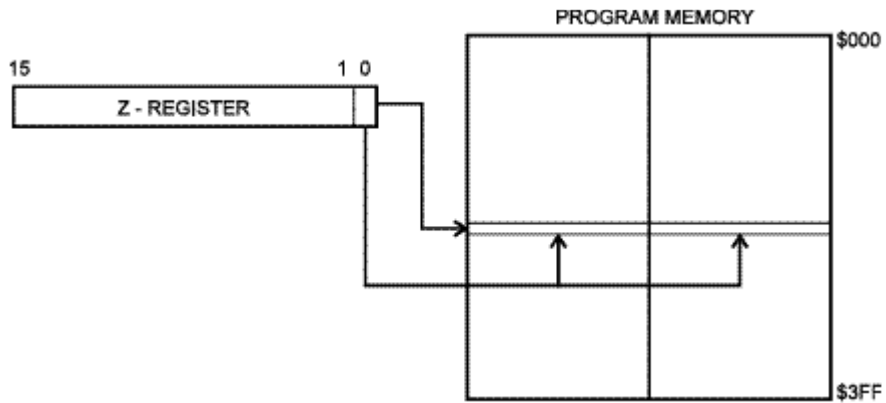 PROGRAM MEMORY
$000
15 1 0
Z - REGISTER
$3FF